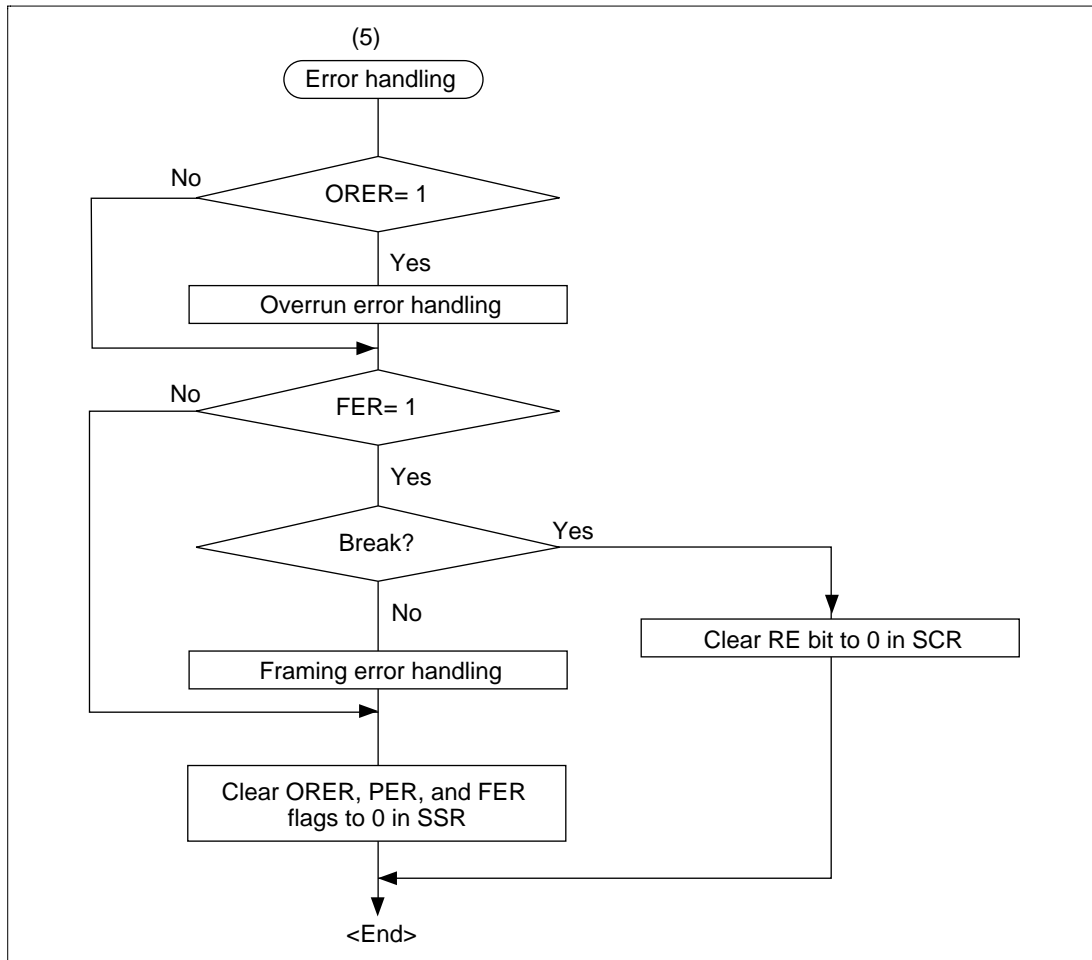 (5)
Error handling
No
ORER= 1
Yes
Overrun error handling
No
FER= 1
Yes
Break?
Yes
No
Clear RE bit to 0 in SCR
Framing error handling
Clear ORER, PER, and FER
flags to 0 in SSR
<End>